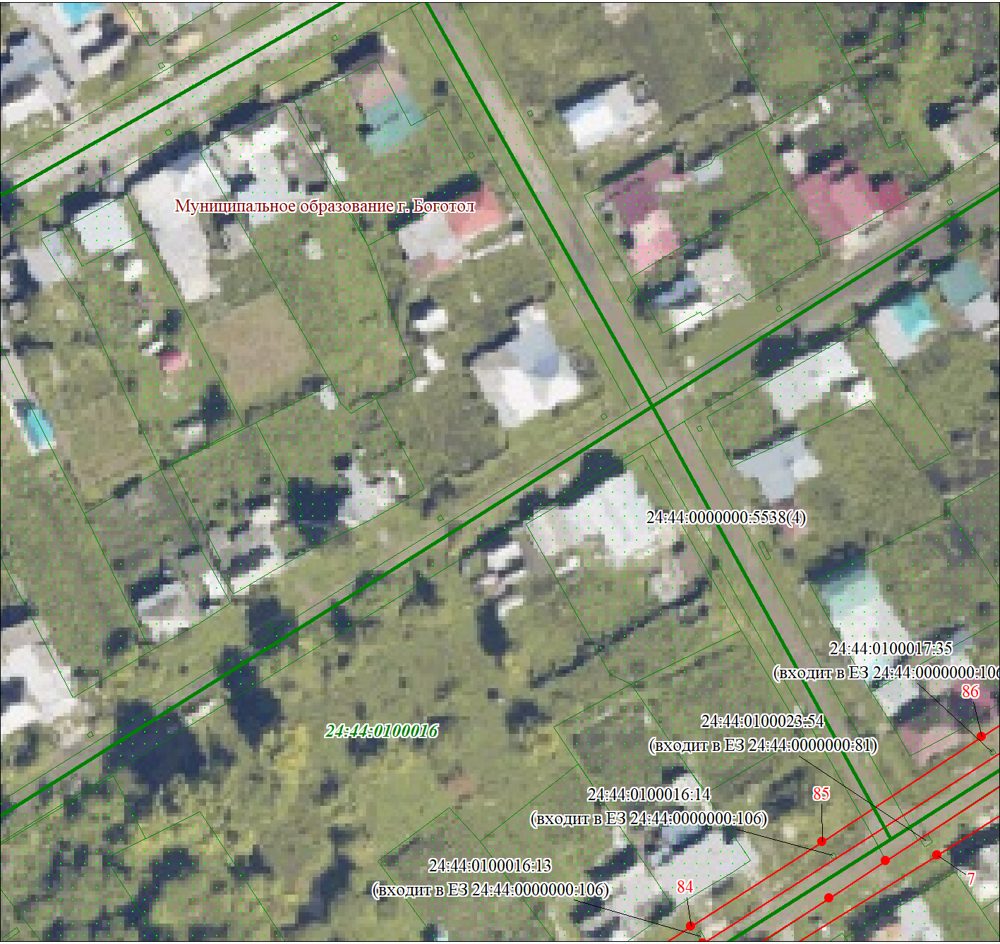 Муниципальное образование г. Боготол
24:44:0000000:5538(4)
24:44:0100017:35
(входит в ЕЗ 24:44:0000000:106
86
24:44:0100016
24:44:0100023:54
(входит в ЕЗ 24:44:0000000:81)
24:44:0100016:14
(входит в ЕЗ 24:44:0000000:106)
85
24:44:0100016:13
(входит в ЕЗ 24:44:0000000:106)
84
7